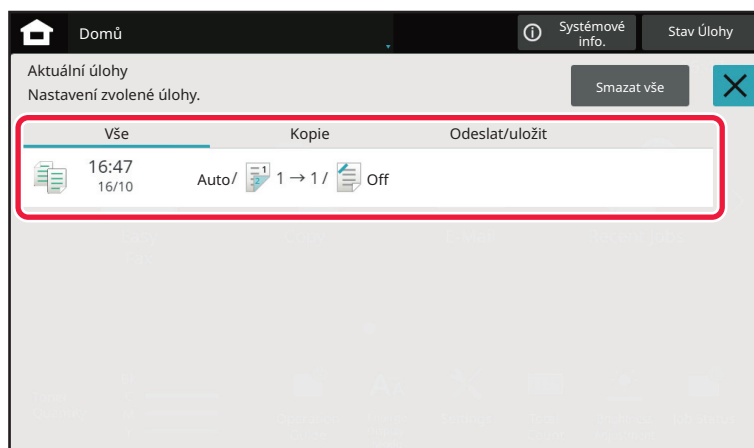 Domů
Systémové
info.
Stav Úlohy
Aktuální úlohy
Nastavení zvolené úlohy.
Smazat vše
Vše Kopie Odeslat/uložit
16:47
16/10
Auto/ 1 → 1 / Off